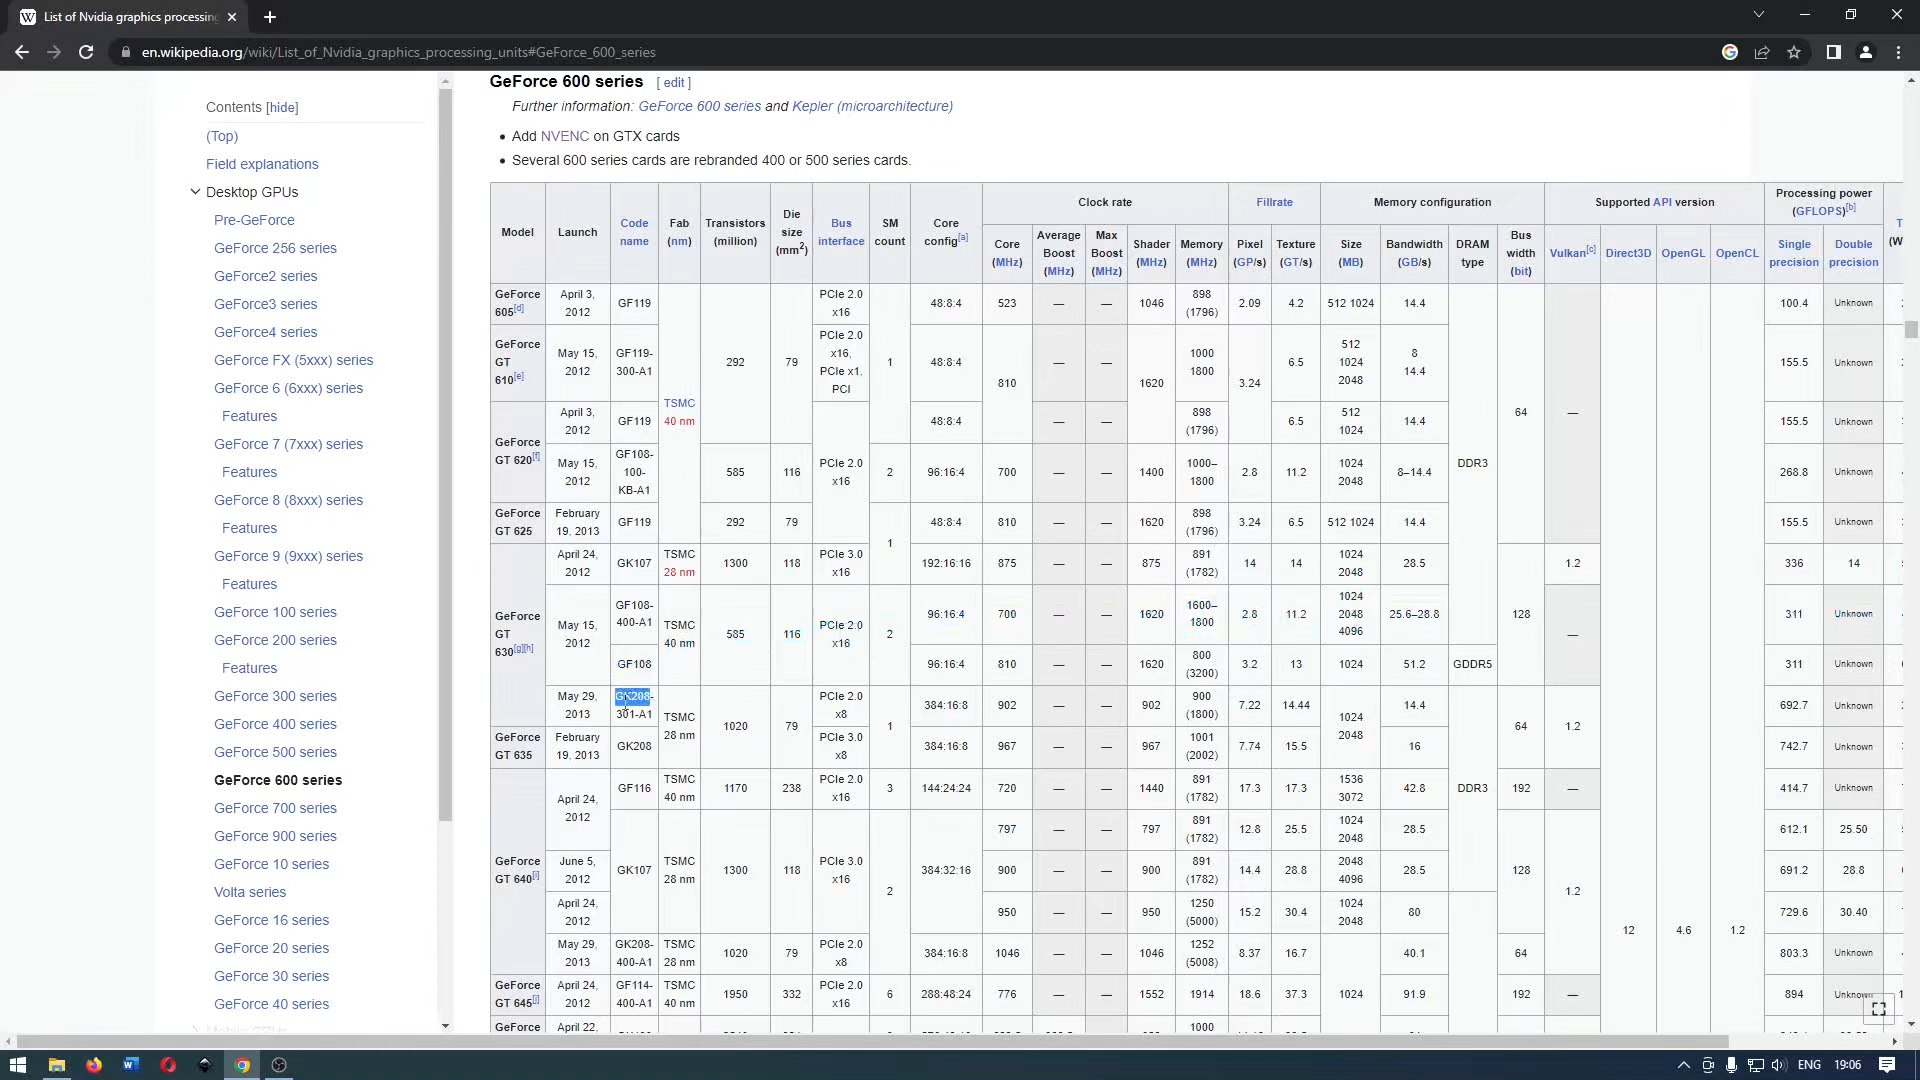 List of Nvidia graphics processing
en.wikipedia.org/wiki/List_of_Nvidia_graphics_processing_units#GeForce_600_series
Contents [hide]
(Top)
Field explanations
Desktop GPUs
Pre-GeForce
GeForce 256 series
GeForce2 series
GeForce3 series
GeForce4 series
GeForce FX (5xxx) series
GeForce 6 (6xxx) series
Features
GeForce 7 (7xxx) series
Features
GeForce 8 (8xxx) series
Features
GeForce 9 (9xxx) series
Features
GeForce 100 series
GeForce 200 series
Features
GeForce 300 series
GeForce 400 series
GeForce 500 series
GeForce 600 series
GeForce 700 series
GeForce 900 series
GeForce 10 series
Volta series
GeForce 16 series
GeForce 20 series
GeForce 30 series
GeForce 40 series
GeForce 600 series [ edit ]
Further information: GeForce 600 series and Kepler (microarchitecture)
• Add NVENC on GTX cards
• Several 600 series cards are rebranded 400 or 500 series cards.
Model Launch Code name Fab (nm) Transistors (million) Die size (mm2) Bus interface SM count Core config[a] Clock rate Fillrate Memory configuration Supported API version Processing power (GFLOPS)[b]
Core (MHz) Average Boost (MHz) Max Boost (MHz) Shader (MHz) Memory (MHz) Pixel (GP/s) Texture (GT/s) Size (MB) Bandwidth (GB/s) DRAM type Bus width (bit) Vulkan[c] Direct3D OpenGL OpenCL Single precision Double precision
GeForce 605[d] April 3, 2012 GF119 TSMC 40 nm 292 79 PCIe 2.0 x16 1 48:8:4 523 — — 1046 898 (1796) 2.09 4.2 512 1024 14.4 DDR3 64 — 12 4.6 1.2 100.4 Unknown
GeForce GT 610[e] May 15, 2012 GF119-300-A1 PCIe 2.0 x16, PCIe x1, PCI 48:8:4 810 — — 1620 1000 1800 3.24 6.5 512 1024 2048 8 14.4 155.5 Unknown
GeForce GT 620[f] April 3, 2012 GF119 PCIe 2.0 x16 48:8:4 — — 898 (1796) 6.5 512 1024 14.4 155.5 Unknown
May 15, 2012 GF108-100-KB-A1 585 116 2 96:16:4 700 — — 1400 1000–1800 2.8 11.2 1024 2048 8–14.4 268.8 Unknown
GeForce GT 625 February 19, 2013 GF119 292 79 1 48:8:4 810 — — 1620 898 (1796) 3.24 6.5 512 1024 14.4 155.5 Unknown
GeForce GT 630[g][h] April 24, 2012 GK107 TSMC 28 nm 1300 118 PCIe 3.0 x16 192:16:16 875 — — 875 891 (1782) 14 14 1024 2048 28.5 128 1.2 336 14
May 15, 2012 GF108-400-A1 TSMC 40 nm 585 116 PCIe 2.0 x16 2 96:16:4 700 — — 1620 1600–1800 2.8 11.2 1024 2048 4096 25.6–28.8 — 311 Unknown
GF108 96:16:4 810 — — 1620 800 (3200) 3.2 13 1024 51.2 GDDR5 311 Unknown
May 29, 2013 GK208-301-A1 TSMC 28 nm 1020 79 PCIe 2.0 x8 1 384:16:8 902 — — 902 900 (1800) 7.22 14.44 1024 2048 14.4 DDR3 64 1.2 692.7 Unknown
GeForce GT 635 February 19, 2013 GK208 PCIe 3.0 x8 384:16:8 967 — — 967 1001 (2002) 7.74 15.5 16 742.7 Unknown
GeForce GT 640[i] April 24, 2012 GF116 TSMC 40 nm 1170 238 PCIe 2.0 x16 3 144:24:24 720 — — 1440 891 (1782) 17.3 17.3 1536 3072 42.8 192 — 414.7 Unknown
GK107 TSMC 28 nm 1300 118 PCIe 3.0 x16 2 384:32:16 797 — — 797 891 (1782) 12.8 25.5 1024 2048 28.5 128 1.2 612.1 25.50
June 5, 2012 900 — — 900 891 (1782) 14.4 28.8 2048 4096 28.5 691.2 28.8
April 24, 2012 950 — — 950 1250 (5000) 15.2 30.4 1024 2048 80 729.6 30.40
May 29, 2013 GK208-400-A1 TSMC 28 nm 1020 79 PCIe 2.0 x8 384:16:8 1046 — — 1046 1252 (5008) 8.37 16.7 40.1 64 803.3 Unknown
GeForce GT 645[j] April 24, 2012 GF114-400-A1 TSMC 40 nm 1950 332 PCIe 2.0 x16 6 288:48:24 776 — — 1552 1914 18.6 37.3 1024 91.9 192 — 894 Unknown
GeForce April 22, 1000
ENG 19:06